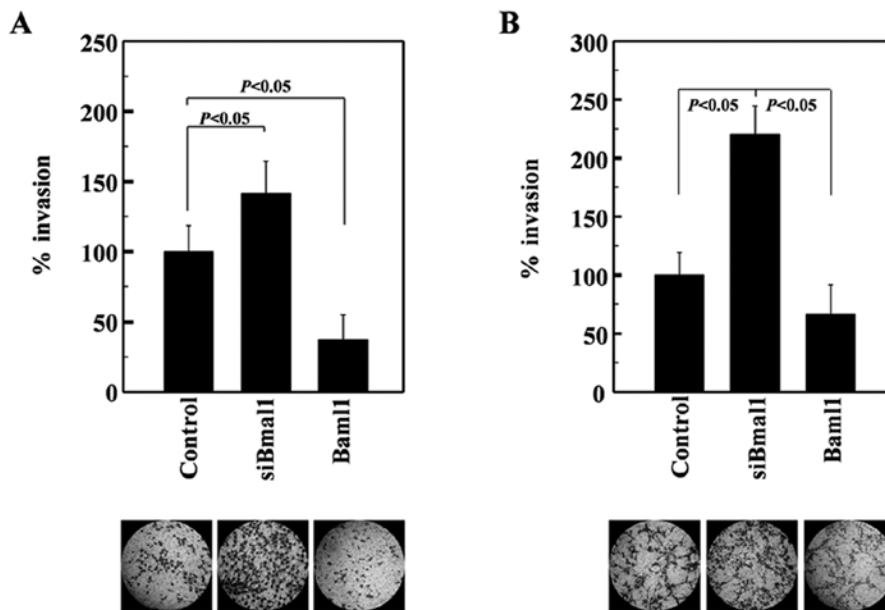 A
% invasion
250
200
150
100
50
0
P<0.05
P<0.05
Control
siBmal1
Baml1
B
% invasion
300
250
200
150
100
50
0
P<0.05 P<0.05
Control
siBmal1
Baml1